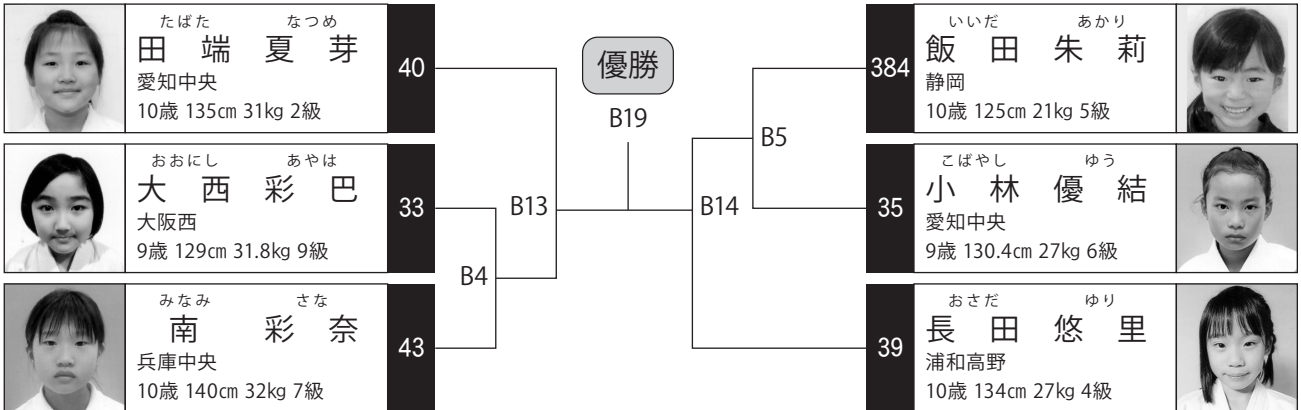 たばた なつめ
田端 夏芽
愛知中央
10歳 135cm 31kg 2級
40
おおにし あやは
大西 彩巴
大阪西
9歳 129cm 31.8kg 9級
33
みなみ さな
南 彩奈
兵庫中央
10歳 140cm 32kg 7級
43
B4
B13
優勝
B19
B14
B5
384
いいだ あかり
飯田 朱莉
静岡
10歳 125cm 21kg 5級
35
こばやし ゆう
小林 優結
愛知中央
9歳 130.4cm 27kg 6級
39
おさだ ゆり
長田 悠里
浦和高野
10歳 134cm 27kg 4級